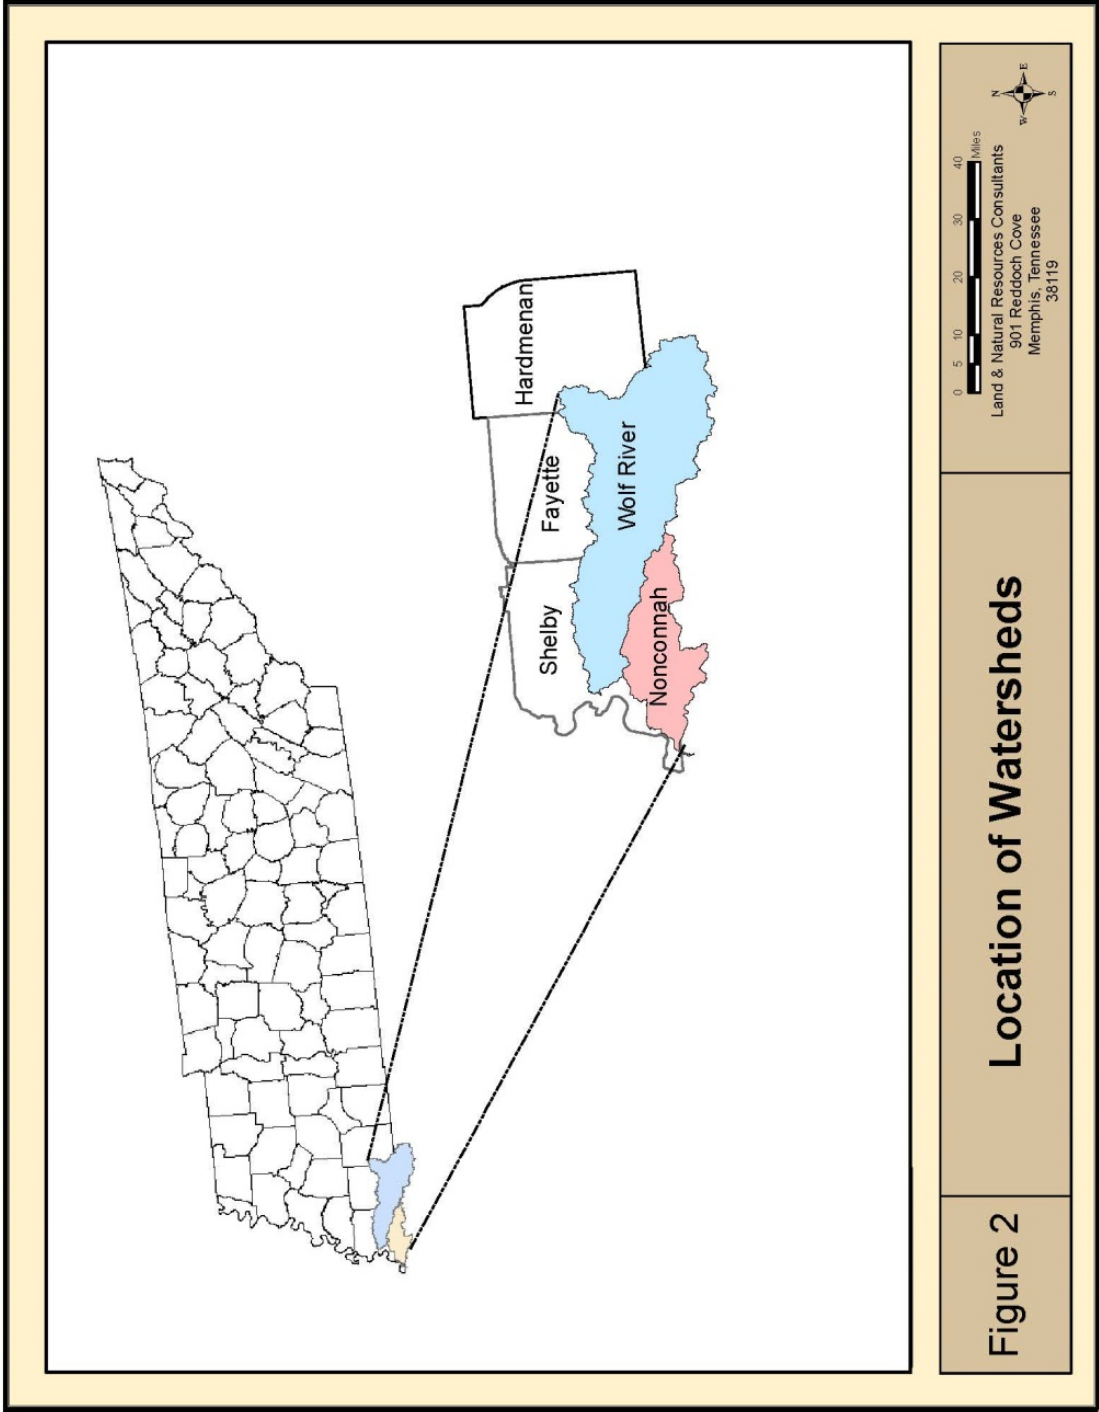 Hardmenan
Fayette
Shelby
Wolf River
Nonconnah
Figure 2
Location of Watersheds
0 5 10 20 30 40
Miles
Land & Natural Resources Consultants
901 Reddoch Cove
Memphis, Tennessee
38119
N
W E
S